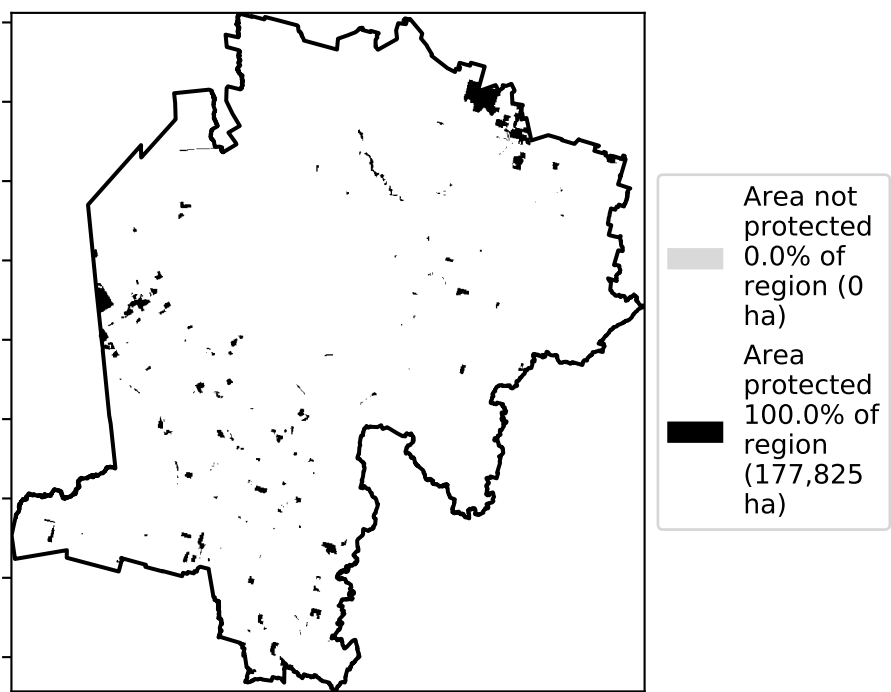 Area not
protected
0.0% of
region (0
ha)
Area
protected
100.0% of
region
(177,825
ha)